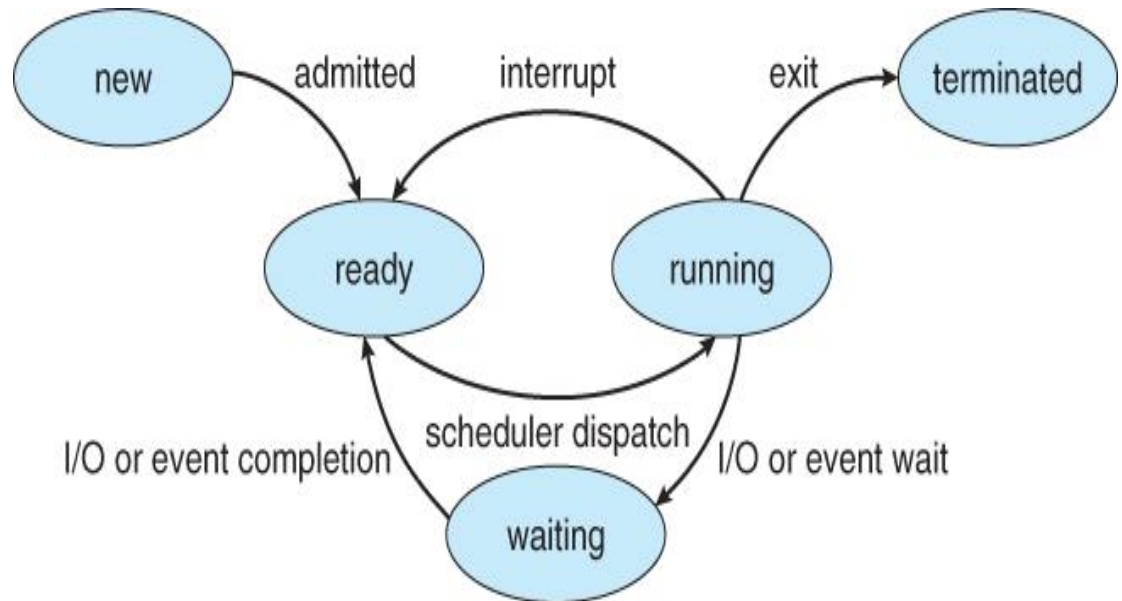 new
admitted
interrupt
exit
terminated
ready
running
scheduler dispatch
I/O or event completion
I/O or event wait
waiting